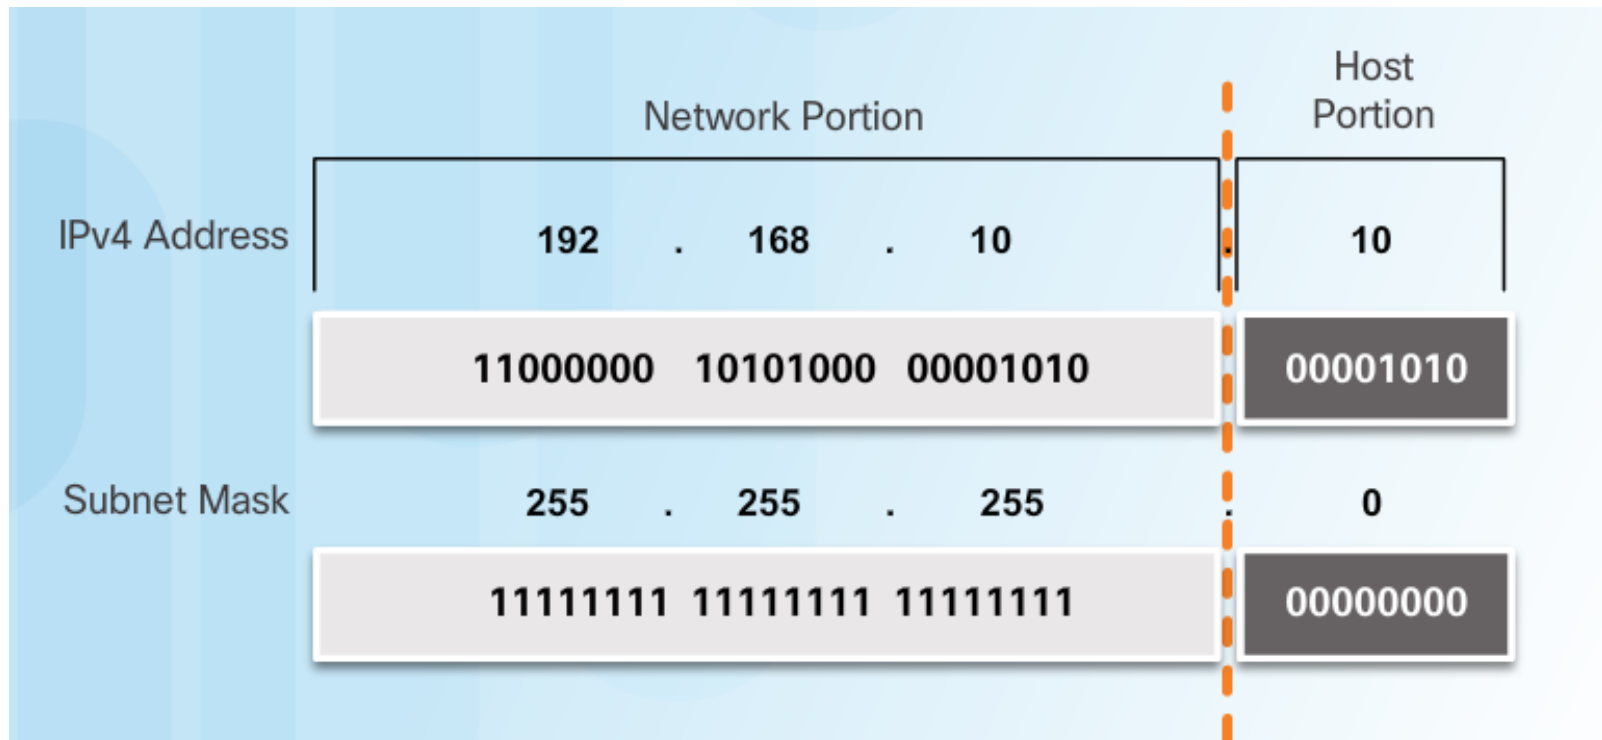 Network Portion
Host
Portion
IPv4 Address 192 . 168 . 10 . 10
11000000 10101000 00001010 00001010
Subnet Mask 255 . 255 . 255 . 0
11111111 11111111 11111111 00000000